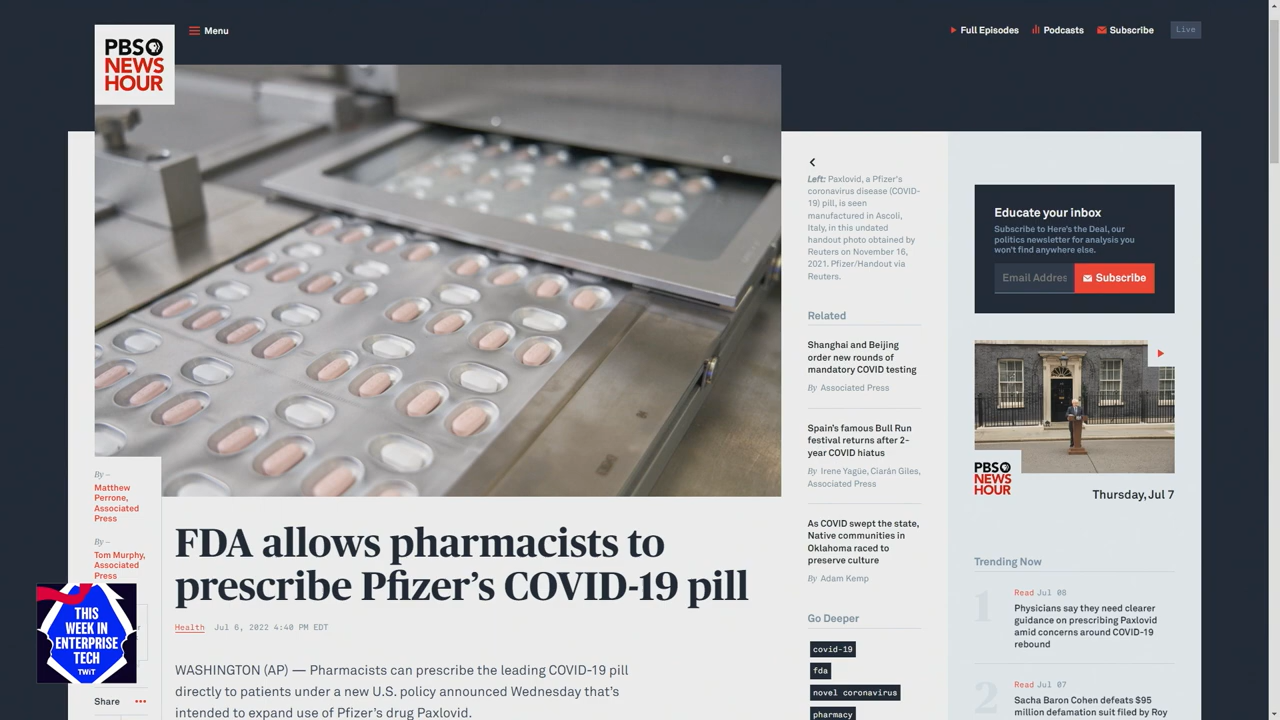 PBS
NEWS
HOUR
Menu
Full Episodes
Podcasts
Subscribe
Live
Left: Paxlovid, a Pfizer's
coronavirus disease (COVID-
19) pill, is seen
manufactured in Ascoli,
Italy, in this undated
handout photo obtained by
Reuters on November 16,
2021. Pfizer/Handout via
Reuters.
Related
Shanghai and Beijing
order new rounds of
mandatory COVID testing
By Associated Press
Spain's famous Bull Run
festival returns after 2-
year COVID hiatus
By Irene Yagüe, Ciarán Giles,
Associated Press
As COVID swept the state,
Native communities in
Oklahoma raced to
preserve culture
By Adam Kemp
Go Deeper
covid-19
fda
novel coronavirus
pharmacy
Educate your inbox
Subscribe to Here's the Deal, our
politics newsletter for analysis you
won't find anywhere else.
Email Addres
Subscribe
PBS
NEWS
HOUR
Thursday, Jul 7
Trending Now
1
Read Jul 08
Physicians say they need clearer
guidance on prescribing Paxlovid
amid concerns around COVID-19
rebound
2
Read Jul 07
Sacha Baron Cohen defeats $95
million defamation suit filed by Roy
By –
Matthew
Perrone,
Associated
Press
By –
Tom Murphy,
Associated
Press
THIS
WEEK IN
ENTERPRISE
TECH
TWiT
Share
FDA allows pharmacists to
prescribe Pfizer's COVID-19 pill
Health Jul 6, 2022 4:40 PM EDT
WASHINGTON (AP) — Pharmacists can prescribe the leading COVID-19 pill
directly to patients under a new U.S. policy announced Wednesday that's
intended to expand use of Pfizer's drug Paxlovid.